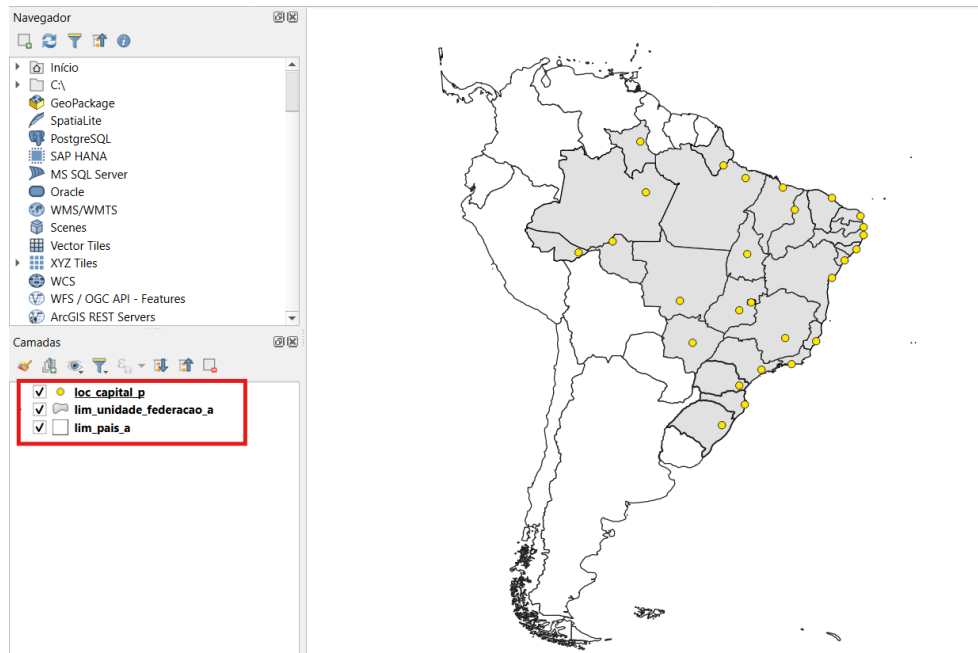 Navegador
Início
C:\
GeoPackage
SpatiaLite
PostgreSQL
SAP HANA
MS SQL Server
Oracle
WMS/WMTS
Scenes
Vector Tiles
XYZ Tiles
WCS
WFS / OGC API - Features
ArcGIS REST Servers
Camadas
loc_capital_p
lim_unidade_federacao_a
lim_pais_a